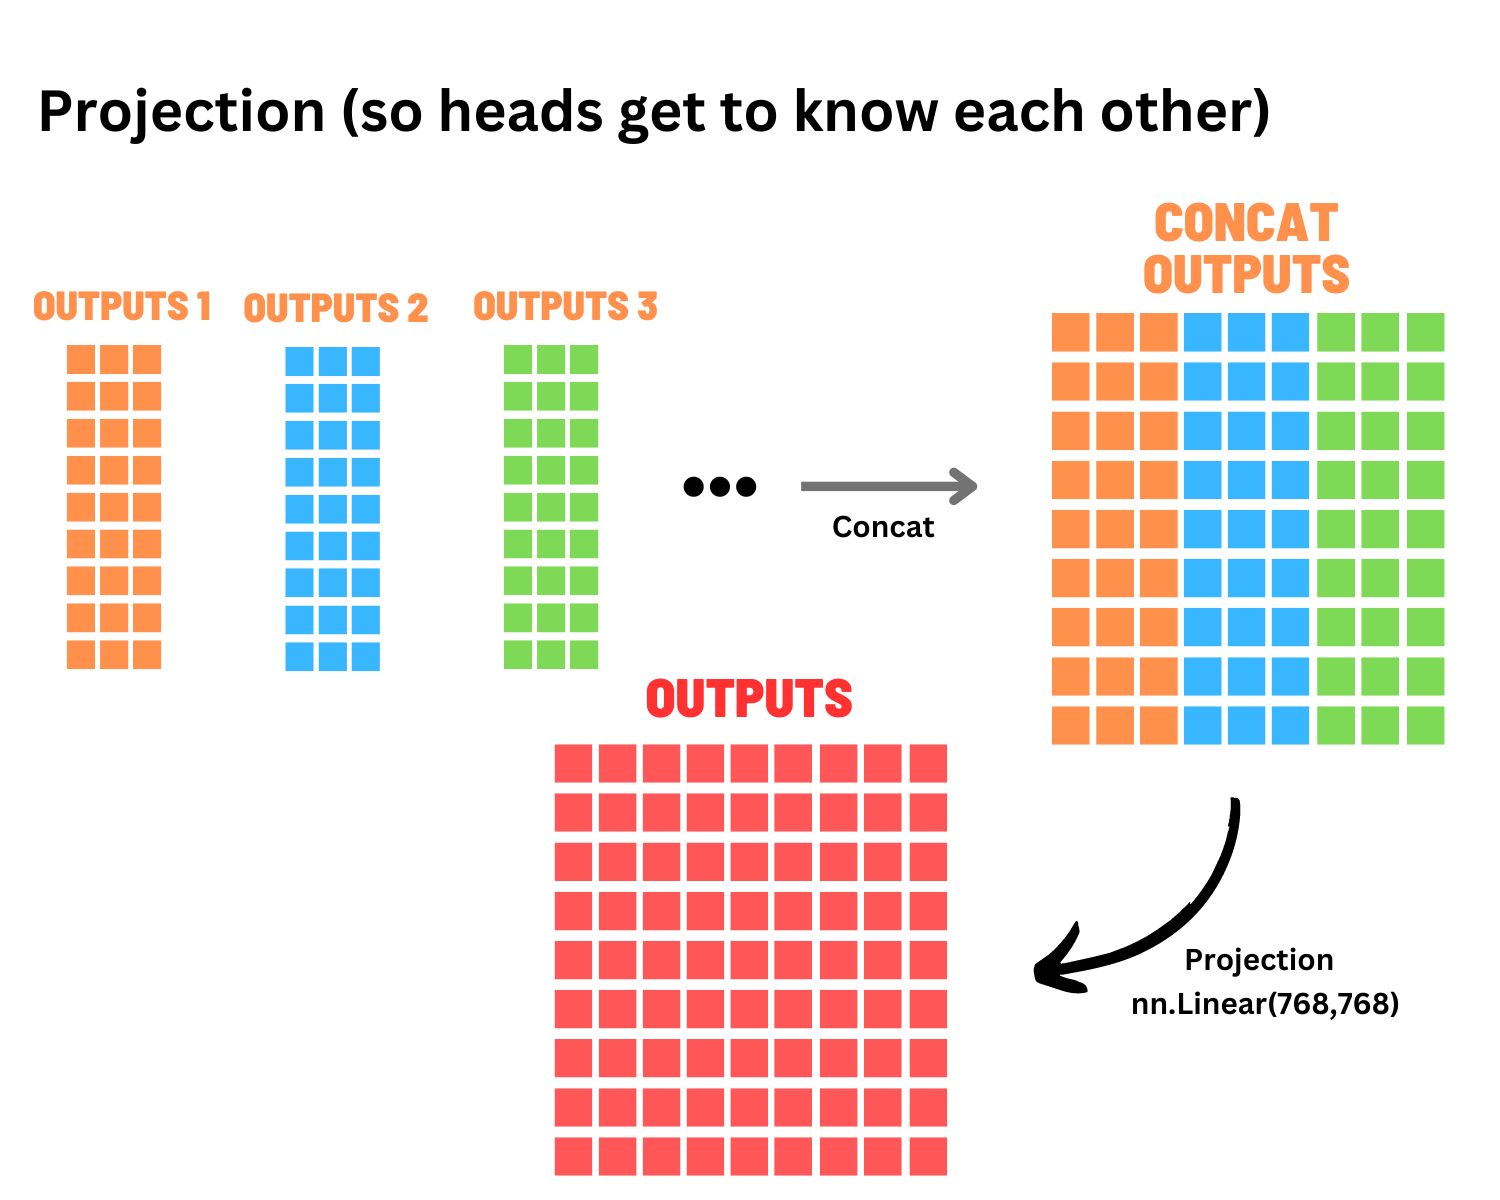 Projection (so heads get to know each other)
OUTPUTS 1
OUTPUTS 2
OUTPUTS 3
Concat
CONCAT
OUTPUTS
Projection
nn.Linear(768,768)
OUTPUTS